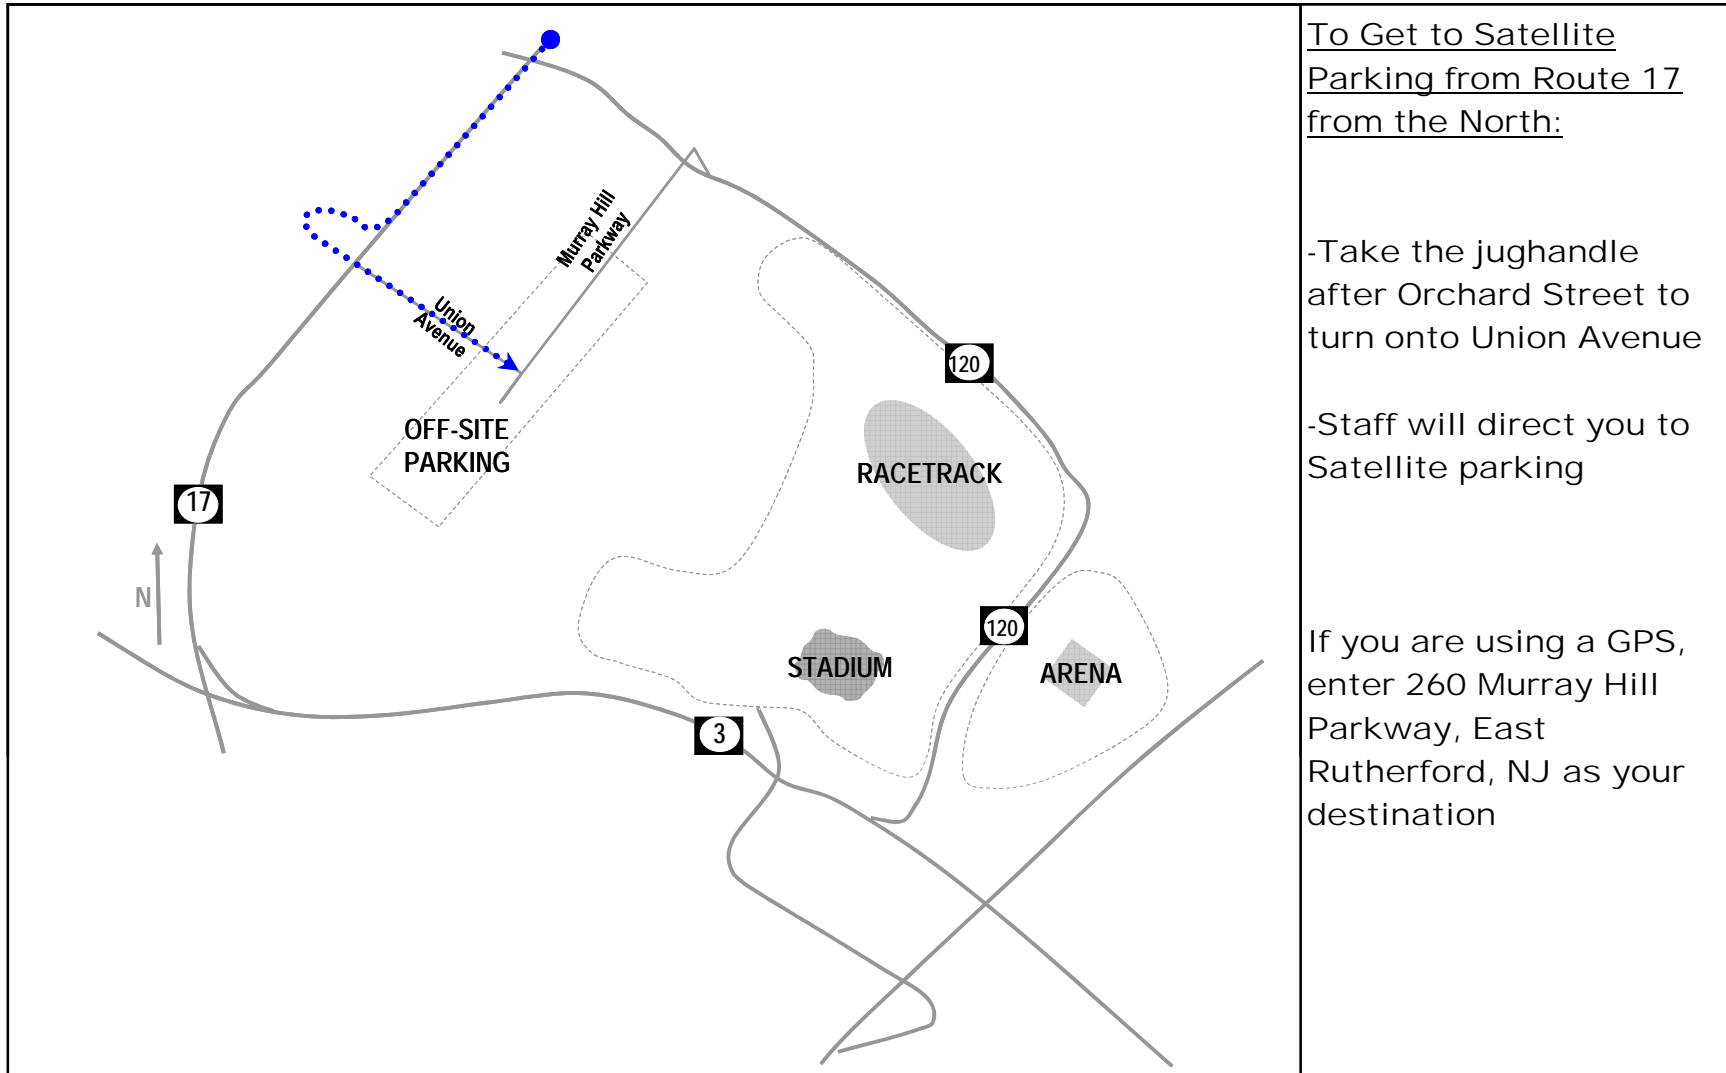 To Get to Satellite
Parking from Route 17
from the North:
-Take the jughandle
after Orchard Street to
turn onto Union Avenue
-Staff will direct you to
Satellite parking
If you are using a GPS,
enter 260 Murray Hill
Parkway, East
Rutherford, NJ as your
destination
Murray Hill
Parkway
Union
Avenue
120
OFF-SITE
PARKING
RACETRACK
17
N
120
STADIUM
ARENA
3